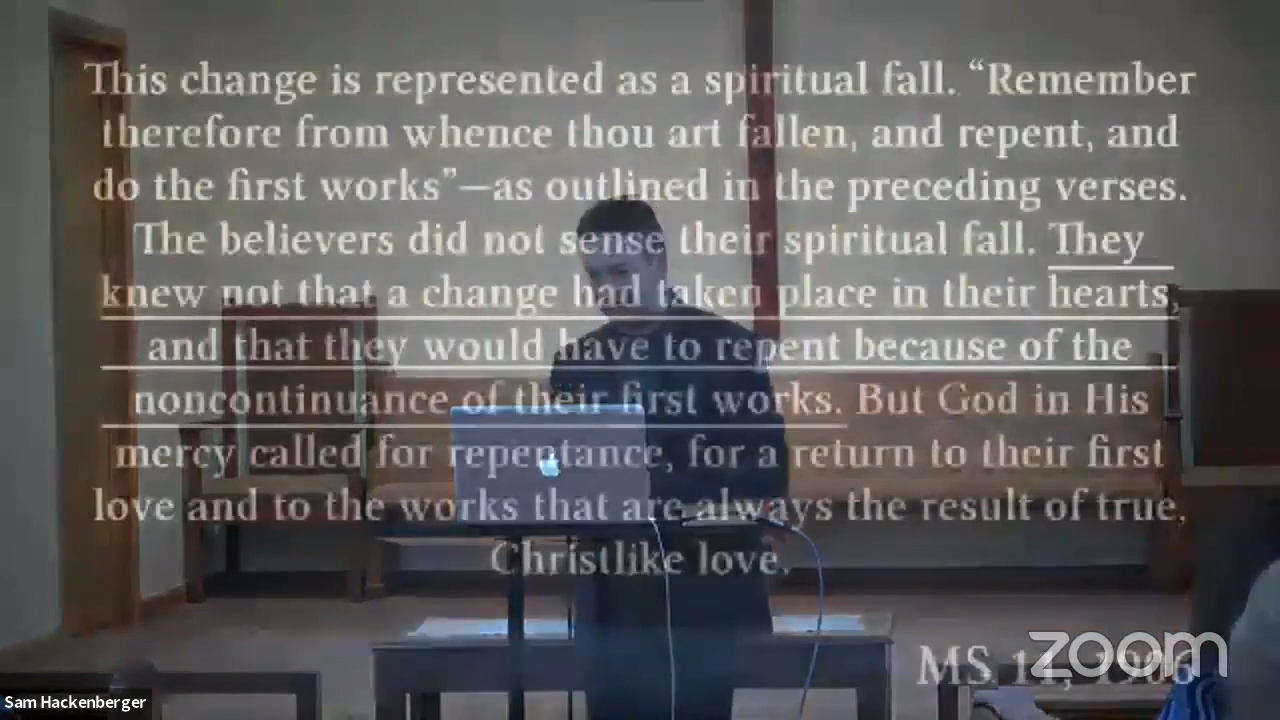 This change is represented as a spiritual fall. “Remember
therefore from whence thou art fallen, and repent, and
do the first works”—as outlined in the preceding verses.
The believers did not sense their spiritual fall. They
knew not that a change had taken place in their hearts,
and that they would have to repent because of the
noncontinuance of their first works. But God in His
mercy called for repentance, for a return to their first
love and to the works that are always the result of true,
Christlike love.
MS 11, 1906
zoom
Sam Hackenberger